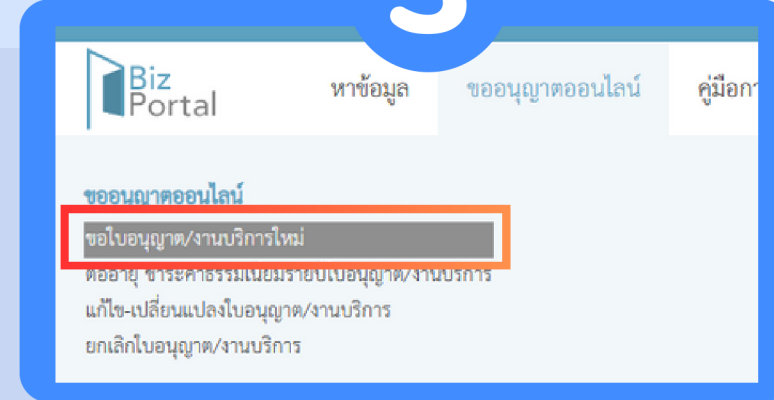 Biz
Portal
หาข้อมูล
ขออนุญาตออนไลน์
ขออนุญาตออนไลน์
ขอใบอนุญาต/งานบริการใหม่
ต่ออายุ ชำระค่าธรรมเนียมรายปีใบอนุญาต/งานบริการ
แก้ไข-เปลี่ยนแปลงใบอนุญาต/งานบริการ
ยกเลิกใบอนุญาต/งานบริการ